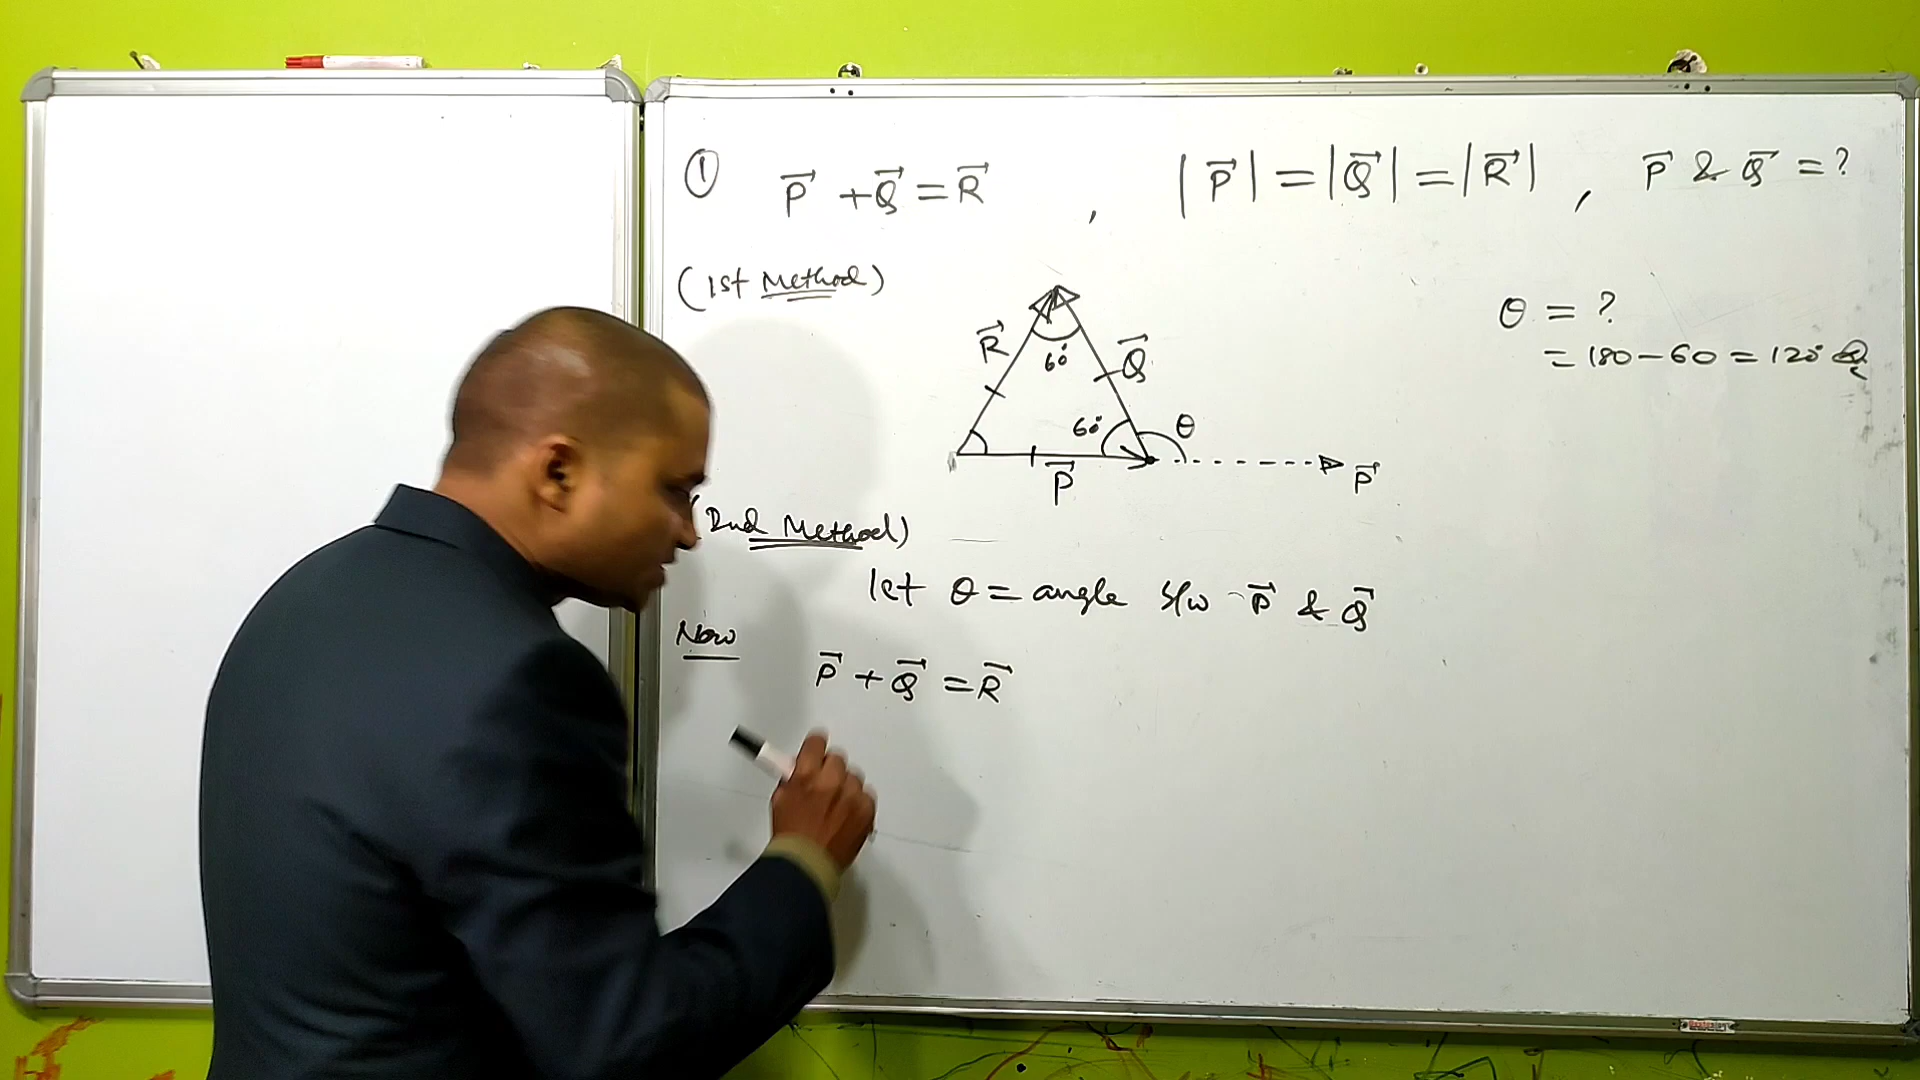 ① P⃗ + Q⃗ = R⃗ , |P⃗| = |Q⃗| = |R⃗| , P⃗ & Q⃗ = ?
(1st Method)
θ = ?
= 180 - 60 = 120°
R⃗
60°
Q⃗
60°
θ
P⃗
P⃗
(2nd Method)
let θ = angle b/w P⃗ & Q⃗
Now
P⃗ + Q⃗ = R⃗